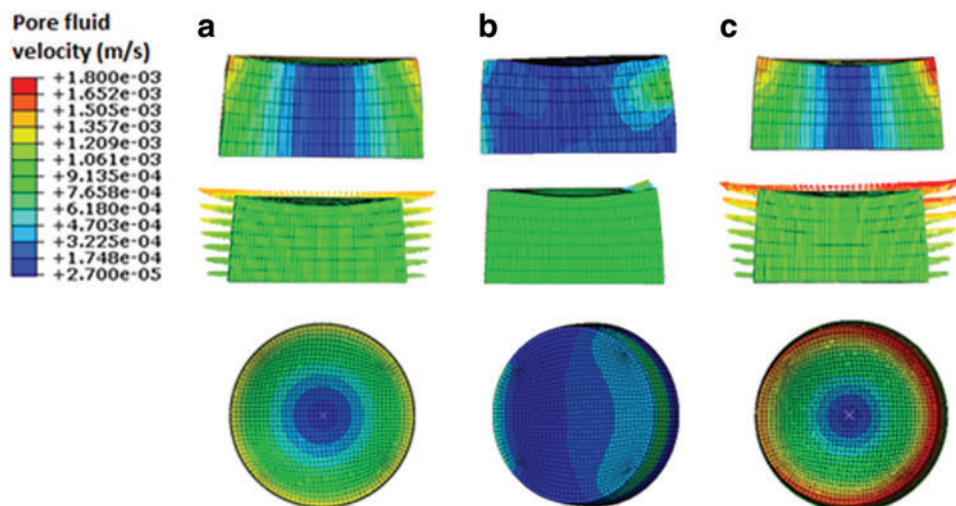 Pore fluid
velocity (m/s)
+1.800e-03
+1.652e-03
+1.505e-03
+1.357e-03
+1.209e-03
+1.061e-03
+9.135e-04
+7.658e-04
+6.180e-04
+4.703e-04
+3.225e-04
+1.748e-04
+2.700e-05
a
b
c